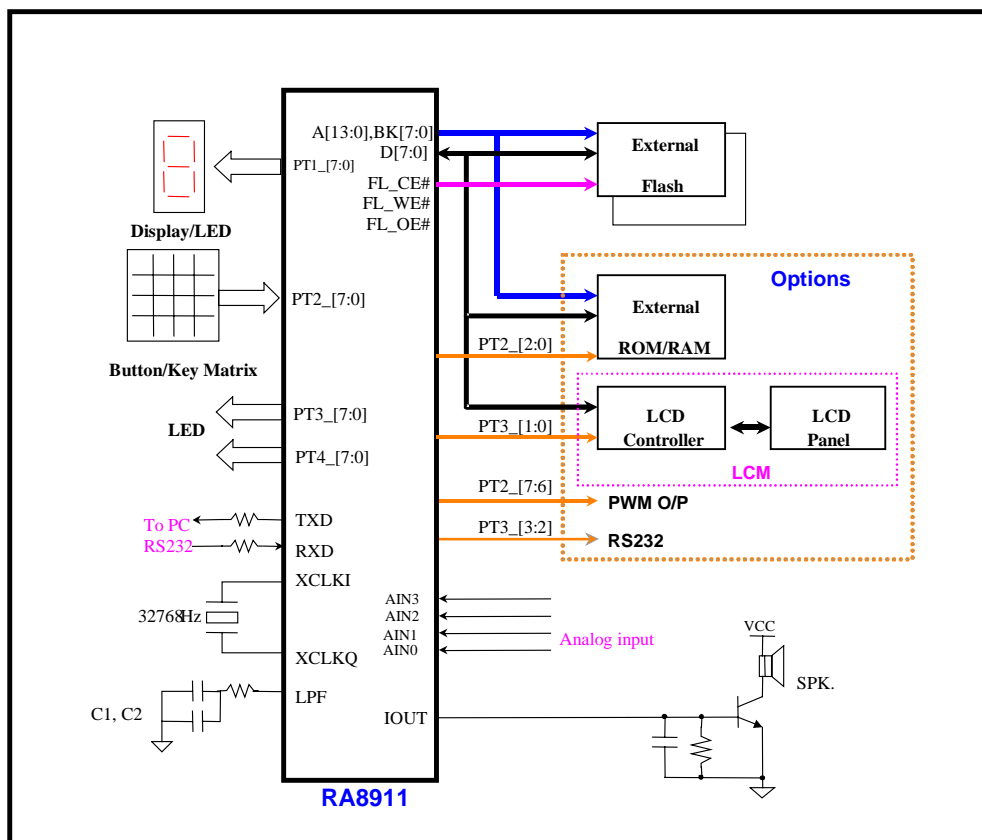 A[13:0],BK[7:0]
D[7:0]
PT1_[7:0]
FL_CE#
FL_WE#
FL_OE#
External
Flash
Display/LED
Options
PT2_[7:0]
External
ROM/RAM
PT2_[2:0]
Button/Key Matrix
LED
PT3_[7:0]
PT4_[7:0]
PT3_[1:0]
LCD
Controller
LCD
Panel
LCM
PT2_[7:6]
PWM O/P
PT3_[3:2]
RS232
To PC
RS232
TXD
RXD
XCLKI
32768Hz
XCLKQ
AIN3
AIN2
AIN1
AIN0
Analog input
VCC
SPK.
C1, C2
LPF
IOUT
RA8911